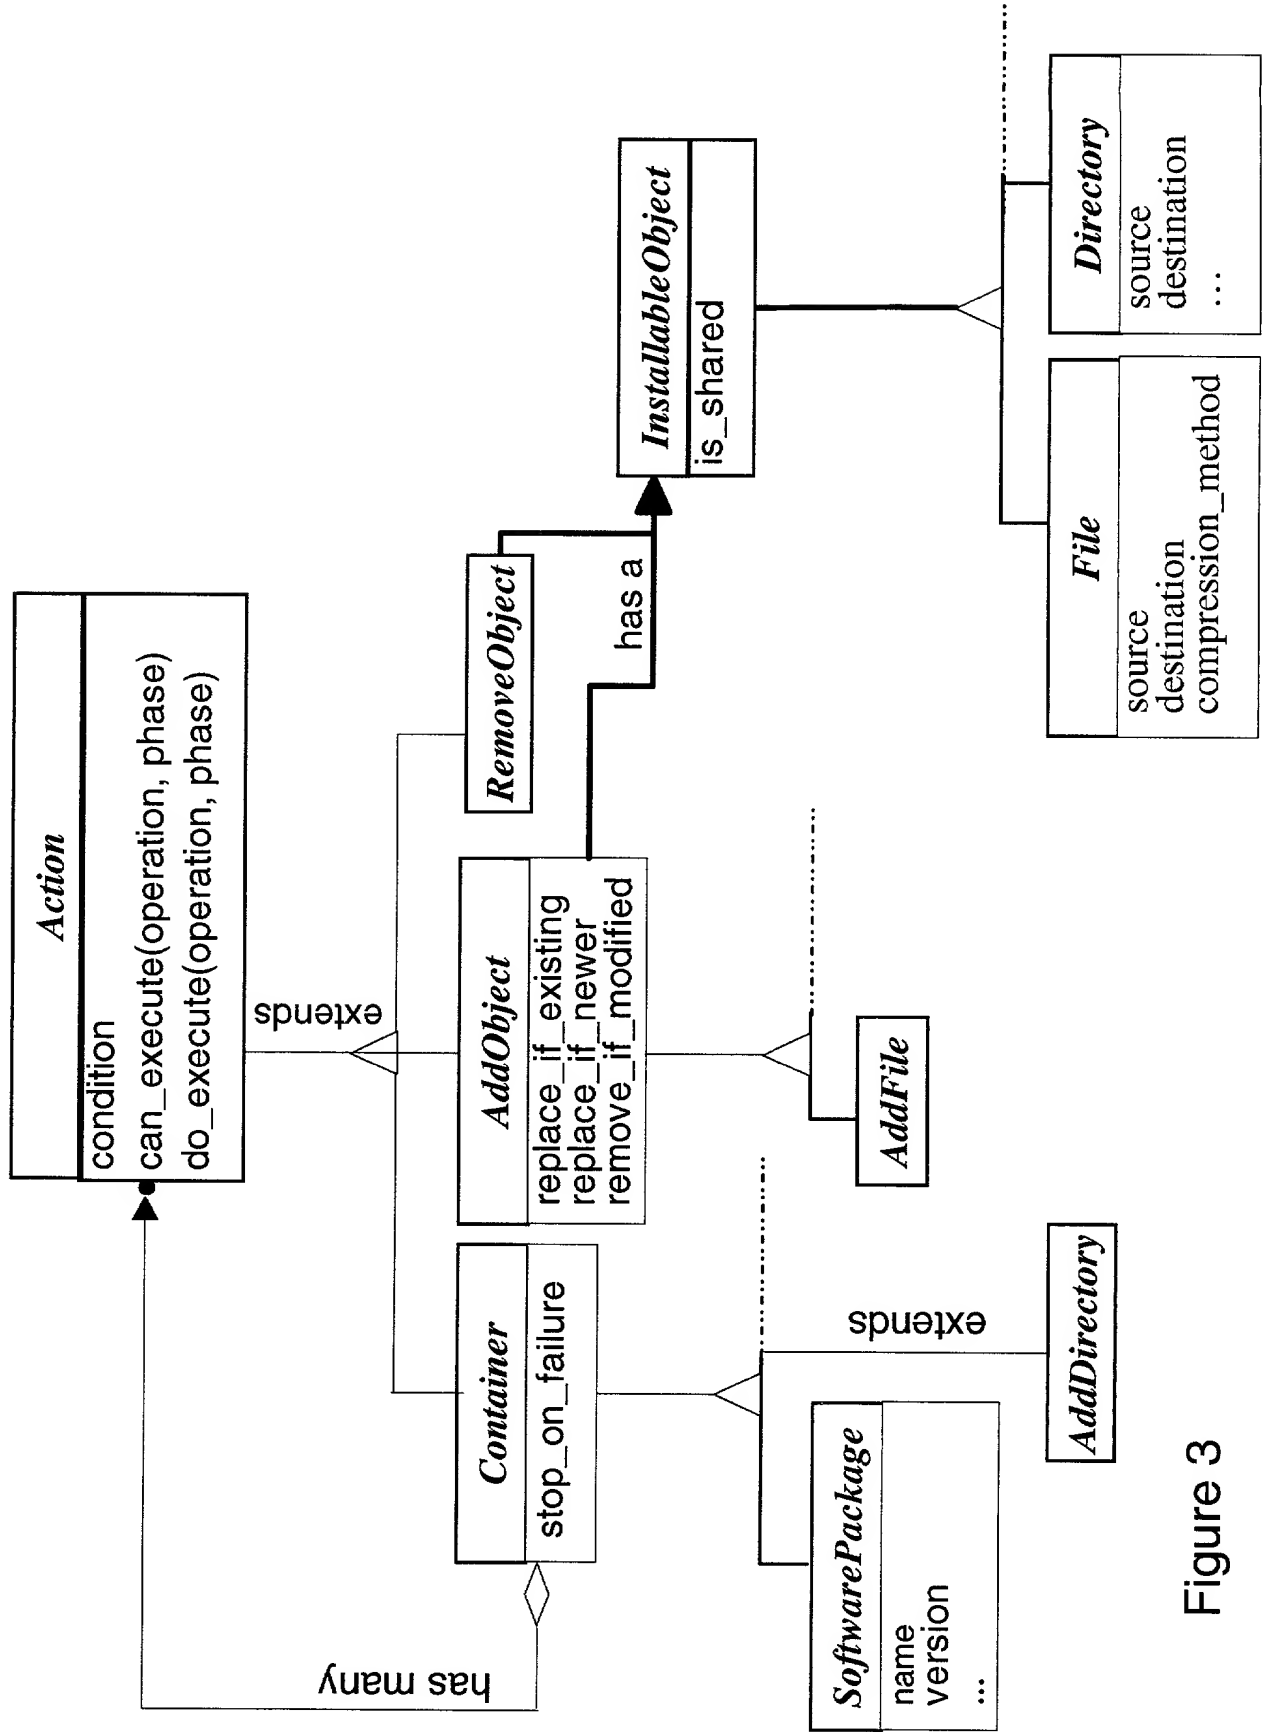 Action
condition
can_execute(operation, phase)
do_execute(operation, phase)
has many
extends
Container
stop_on_failure
AddObject
replace_if_existing
replace_if_newer
remove_if_modified
RemoveObject
has a
InstallableObject
is_shared
SoftwarePackage
name
version
...
extends
AddDirectory
AddFile
File
source
destination
compression_method
Directory
source
destination
...
Figure 3